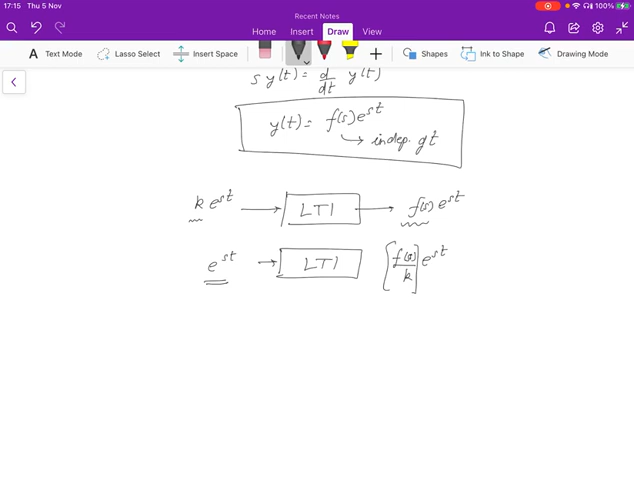 17:15 Thu 5 Nov
100%
Recent Notes
Home Insert Draw View
Text Mode Lasso Select Insert Space Shapes Ink to Shape Drawing Mode
s y(t) = d/dt y(t)
y(t) = f(s) e^st
→ indep. of t
k e^st → LTI → f(s) e^st
e^st → LTI [f(s)/k] e^st